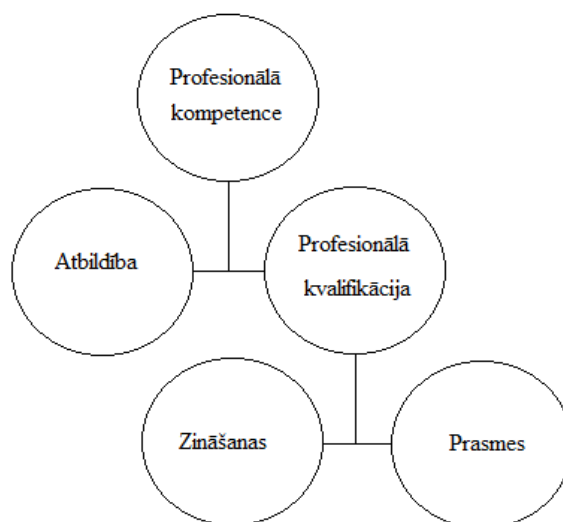 Profesionālā
kompetence
Atbildība
Profesionālā
kvalifikācija
Zināšanas
Prasmes